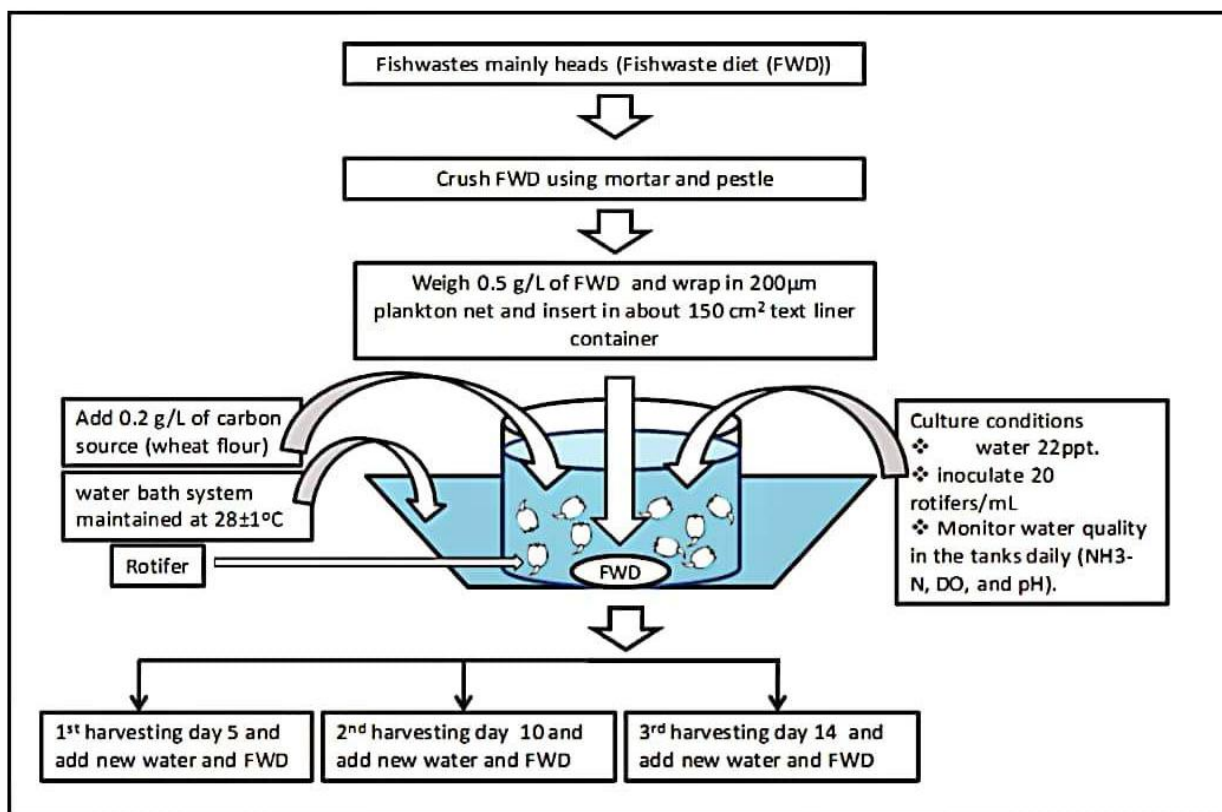 Fishwastes mainly heads (Fishwaste diet (FWD))
Crush FWD using mortar and pestle
Weigh 0.5 g/L of FWD and wrap in 200µm
plankton net and insert in about 150 cm² text liner
container
Add 0.2 g/L of carbon
source (wheat flour)
water bath system
maintained at 28±1°C
Rotifer
FWD
Culture conditions
❖ water 22ppt.
❖ inoculate 20
rotifers/mL
❖ Monitor water quality
in the tanks daily (NH3-
N, DO, and pH).
1st harvesting day 5 and
add new water and FWD
2nd harvesting day 10 and
add new water and FWD
3rd harvesting day 14 and
add new water and FWD